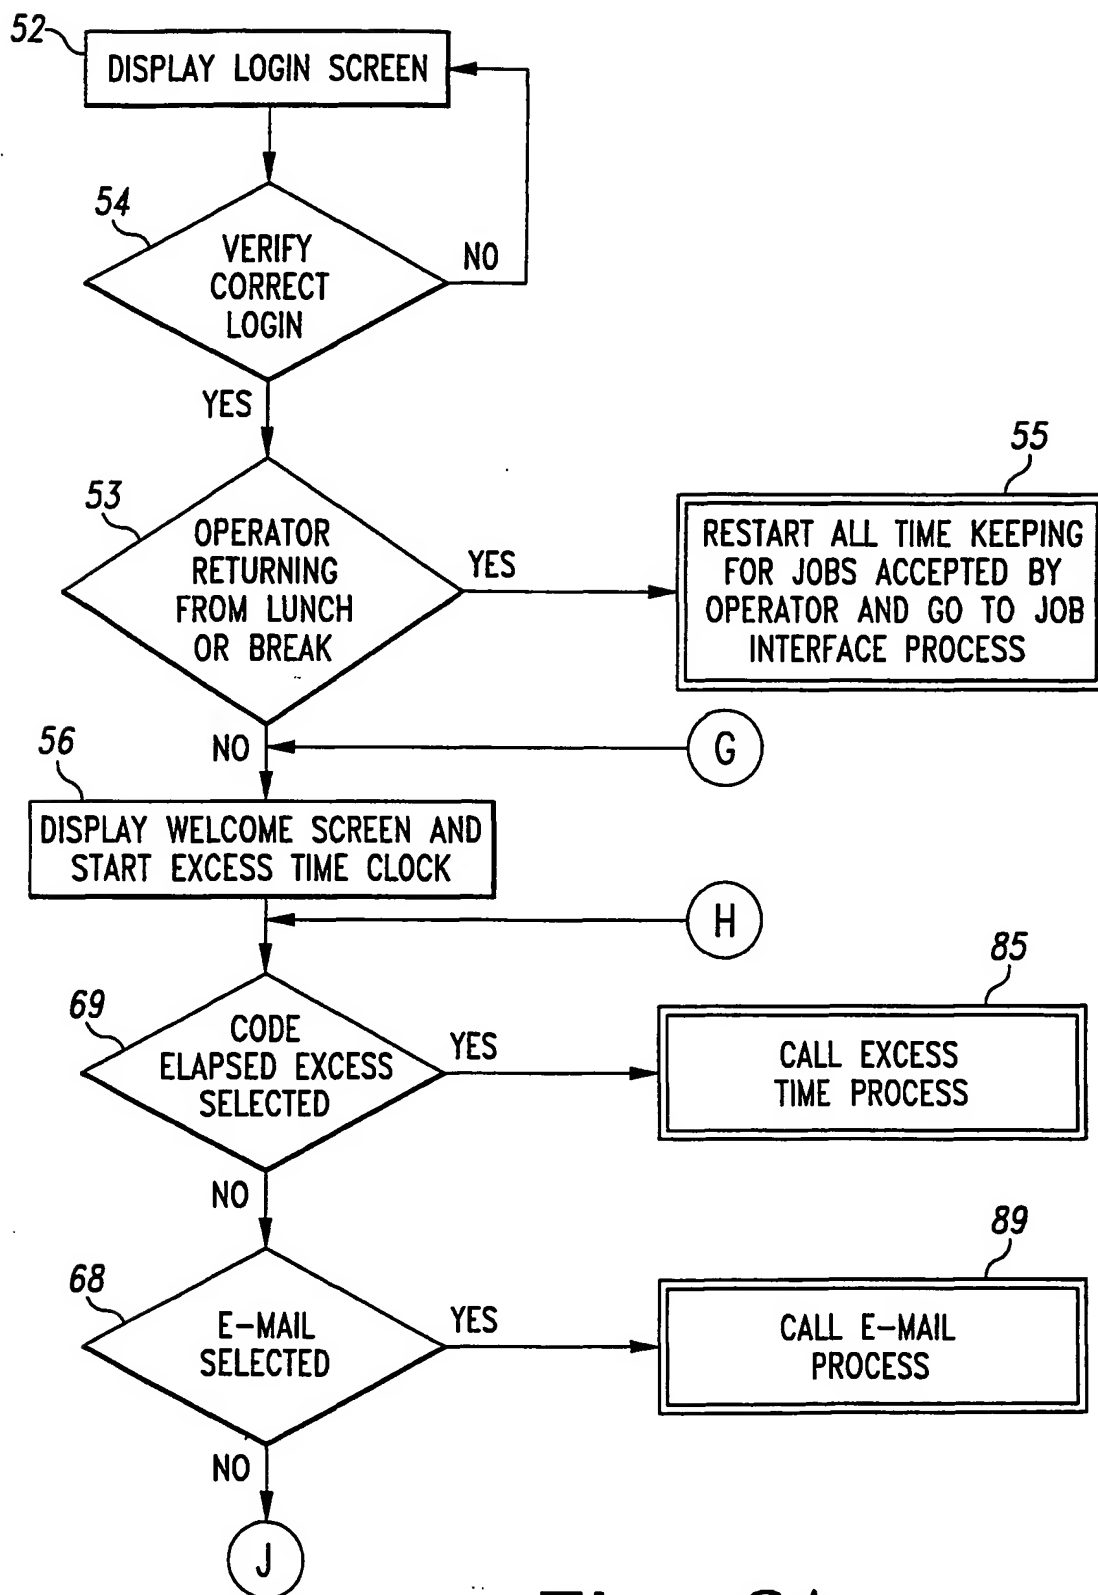 52
DISPLAY LOGIN SCREEN
54
VERIFY
CORRECT
LOGIN
NO
YES
53
OPERATOR
RETURNING
FROM LUNCH
OR BREAK
YES
55
RESTART ALL TIME KEEPING
FOR JOBS ACCEPTED BY
OPERATOR AND GO TO JOB
INTERFACE PROCESS
NO
G
56
DISPLAY WELCOME SCREEN AND
START EXCESS TIME CLOCK
H
69
CODE
ELAPSED EXCESS
SELECTED
YES
85
CALL EXCESS
TIME PROCESS
NO
68
E-MAIL
SELECTED
YES
89
CALL E-MAIL
PROCESS
NO
J